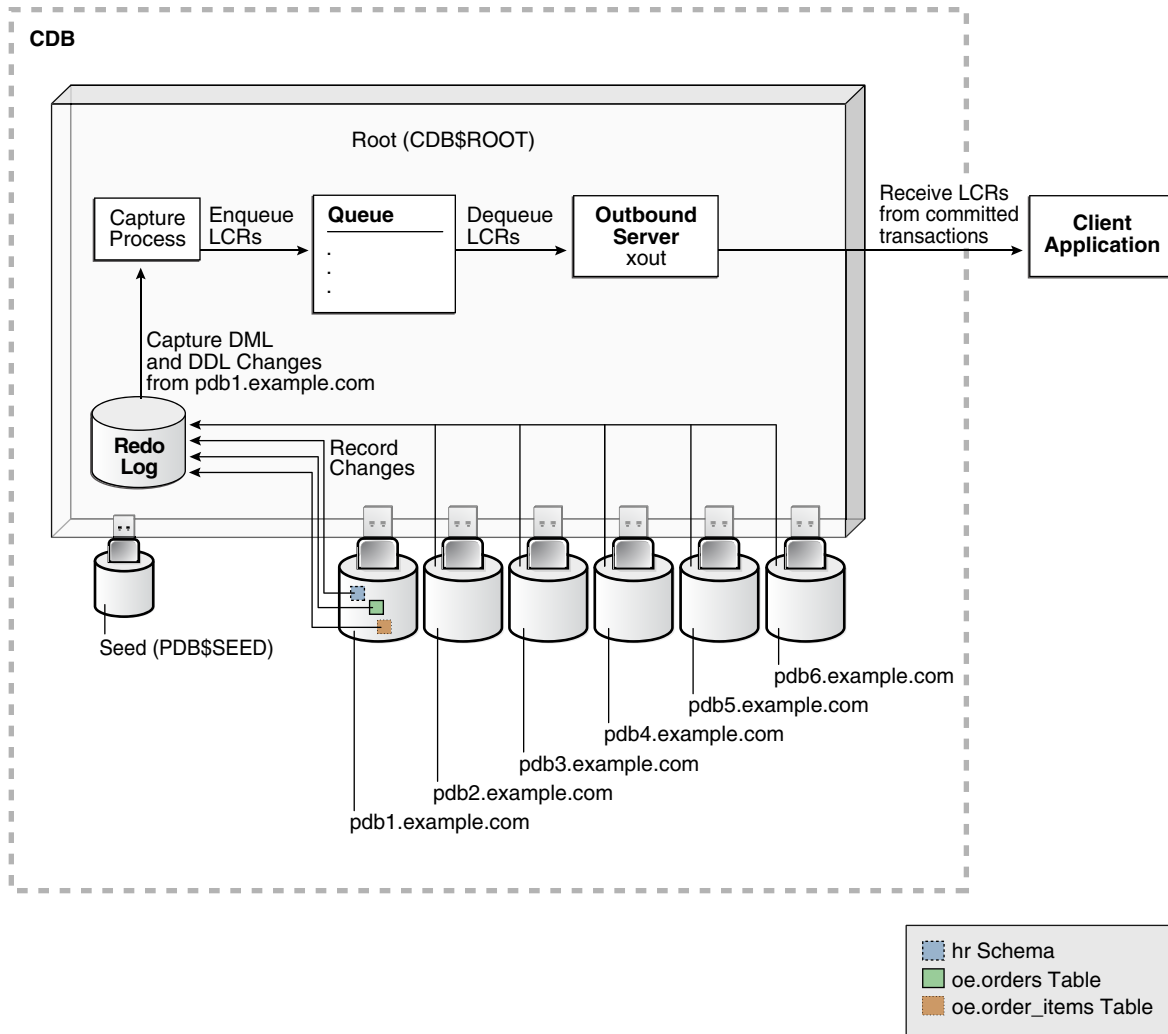 CDB
Root (CDB$ROOT)
Capture
Process
Enqueue
LCRs
Queue
.
.
.
Dequeue
LCRs
Outbound
Server
xout
Receive LCRs
from committed
transactions
Client
Application
Capture DML
and DDL Changes
from pdb1.example.com
Redo
Log
Record
Changes
Seed (PDB$SEED)
pdb6.example.com
pdb5.example.com
pdb4.example.com
pdb3.example.com
pdb2.example.com
pdb1.example.com
hr Schema
oe.orders Table
oe.order_items Table